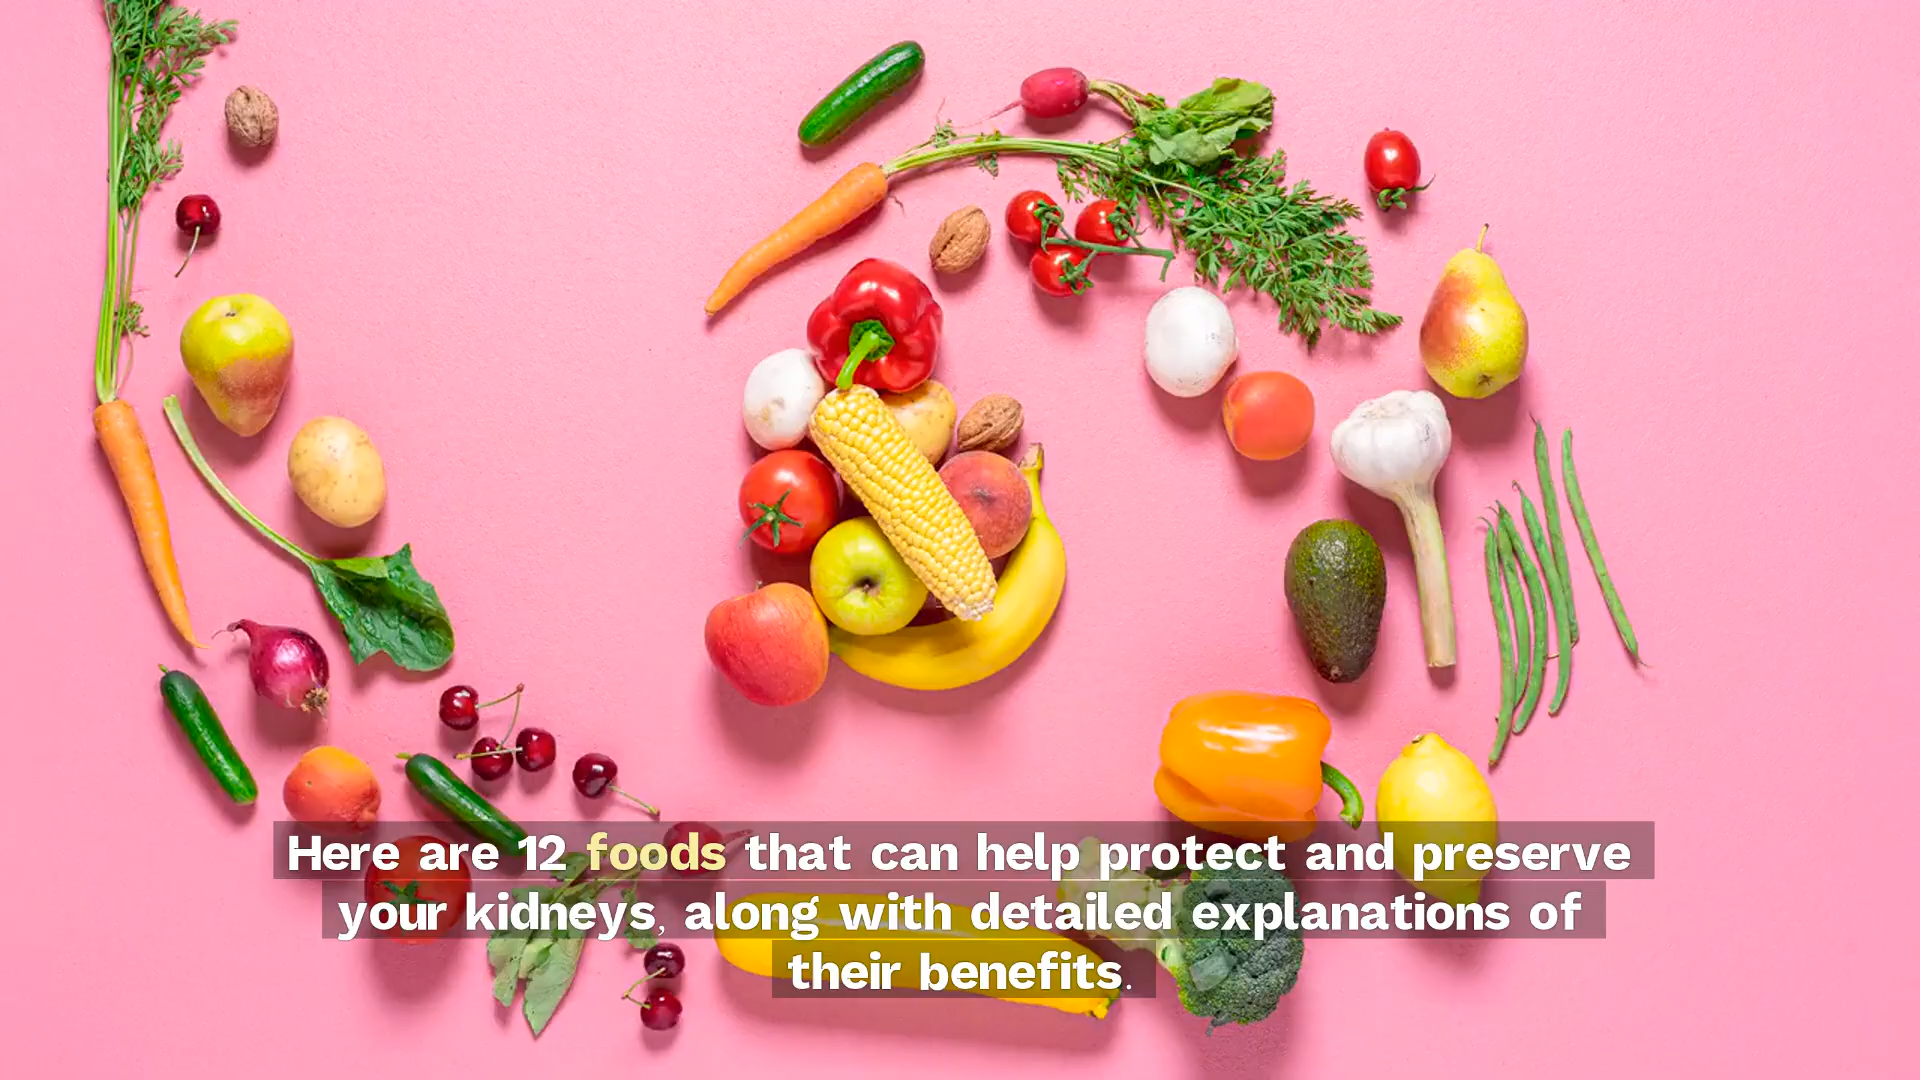 Here are 12 foods that can help protect and preserve
your kidneys, along with detailed explanations of
their benefits.